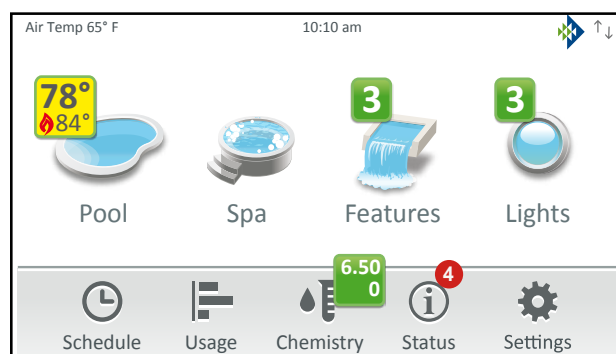 Air Temp 65° F
10:10 am
78°
84°
3
3
Pool
Spa
Features
Lights
6.50
0
4
Schedule
Usage
Chemistry
Status
Settings